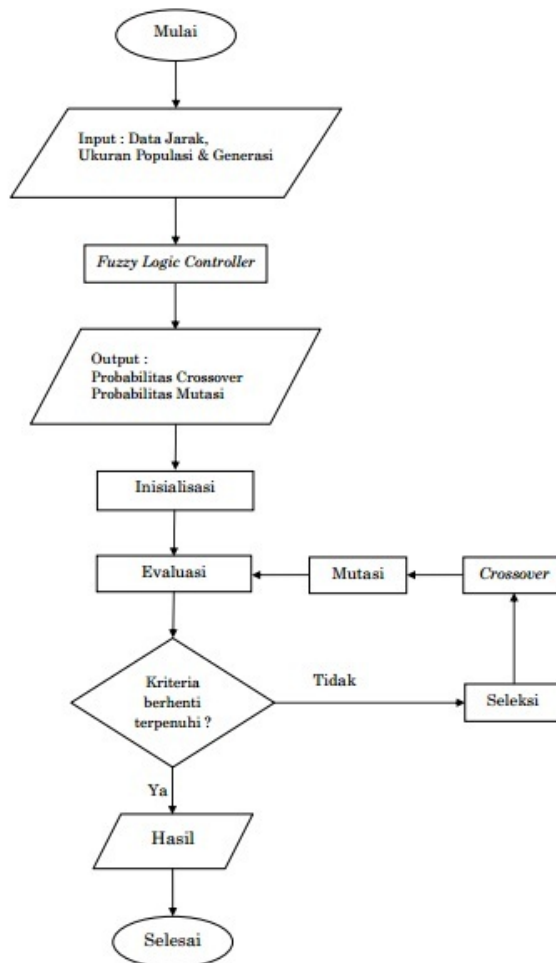 Mulai
Input : Data Jarak,
Ukuran Populasi & Generasi
Fuzzy Logic Controller
Output :
Probabilitas Crossover
Probabilitas Mutasi
Inisialisasi
Evaluasi
Mutasi
Crossover
Kriteria
berhenti
terpenuhi ?
Tidak
Seleksi
Ya
Hasil
Selesai